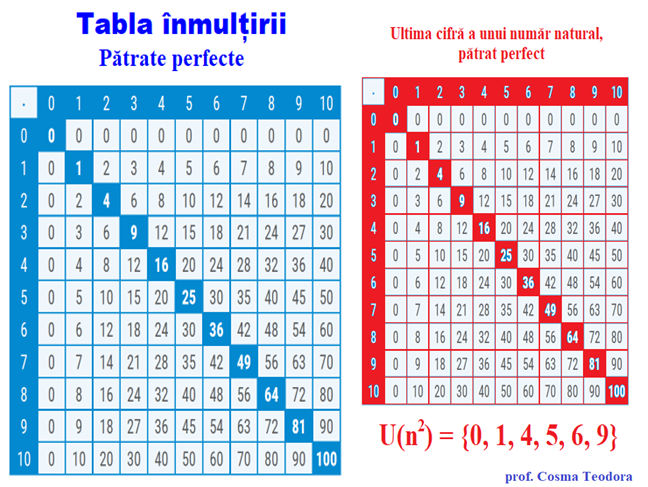 Tabla înmulțirii
Pătrate perfecte
· 0 1 2 3 4 5 6 7 8 9 10
0 0 0 0 0 0 0 0 0 0 0 0
1 0 1 2 3 4 5 6 7 8 9 10
2 0 2 4 6 8 10 12 14 16 18 20
3 0 3 6 9 12 15 18 21 24 27 30
4 0 4 8 12 16 20 24 28 32 36 40
5 0 5 10 15 20 25 30 35 40 45 50
6 0 6 12 18 24 30 36 42 48 54 60
7 0 7 14 21 28 35 42 49 56 63 70
8 0 8 16 24 32 40 48 56 64 72 80
9 0 9 18 27 36 45 54 63 72 81 90
10 0 10 20 30 40 50 60 70 80 90 100
Ultima cifră a unui număr natural,
pătrat perfect
· 0 1 2 3 4 5 6 7 8 9 10
0 0 0 0 0 0 0 0 0 0 0 0
1 0 1 2 3 4 5 6 7 8 9 10
2 0 2 4 6 8 10 12 14 16 18 20
3 0 3 6 9 12 15 18 21 24 27 30
4 0 4 8 12 16 20 24 28 32 36 40
5 0 5 10 15 20 25 30 35 40 45 50
6 0 6 12 18 24 30 36 42 48 54 60
7 0 7 14 21 28 35 42 49 56 63 70
8 0 8 16 24 32 40 48 56 64 72 80
9 0 9 18 27 36 45 54 63 72 81 90
10 0 10 20 30 40 50 60 70 80 90 100
U(n²) = {0, 1, 4, 5, 6, 9}
prof. Cosma Teodora